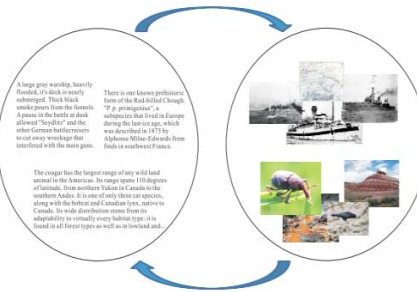 A large gray warship, heavily
flooded, it's deck is nearly
submerged. Thick black
smoke pours from the funnels.
A pause in the battle at dusk
allowed "Seydlitz" and the
other German battlecruisers
to cut away wreckage that
interfered with the main guns.
There is one known prehistoric
form of the Red-billed Chough.
"P. p. primigenius", a
subspecies that lived in Europe
during the last ice age, which
was described in 1875 by
Alphonse Milne-Edwards from
finds in southwest France.
The cougar has the largest range of any wild land
animal in the Americas. Its range spans 110 degrees
of latitude, from northern Yukon in Canada to the
southern Andes. It is one of only three cat species,
along with the bobcat and Canadian lynx, native to
Canada. Its wide distribution stems from its
adaptability to virtually every habitat type: it is
found in all forest types as well as in lowland and...